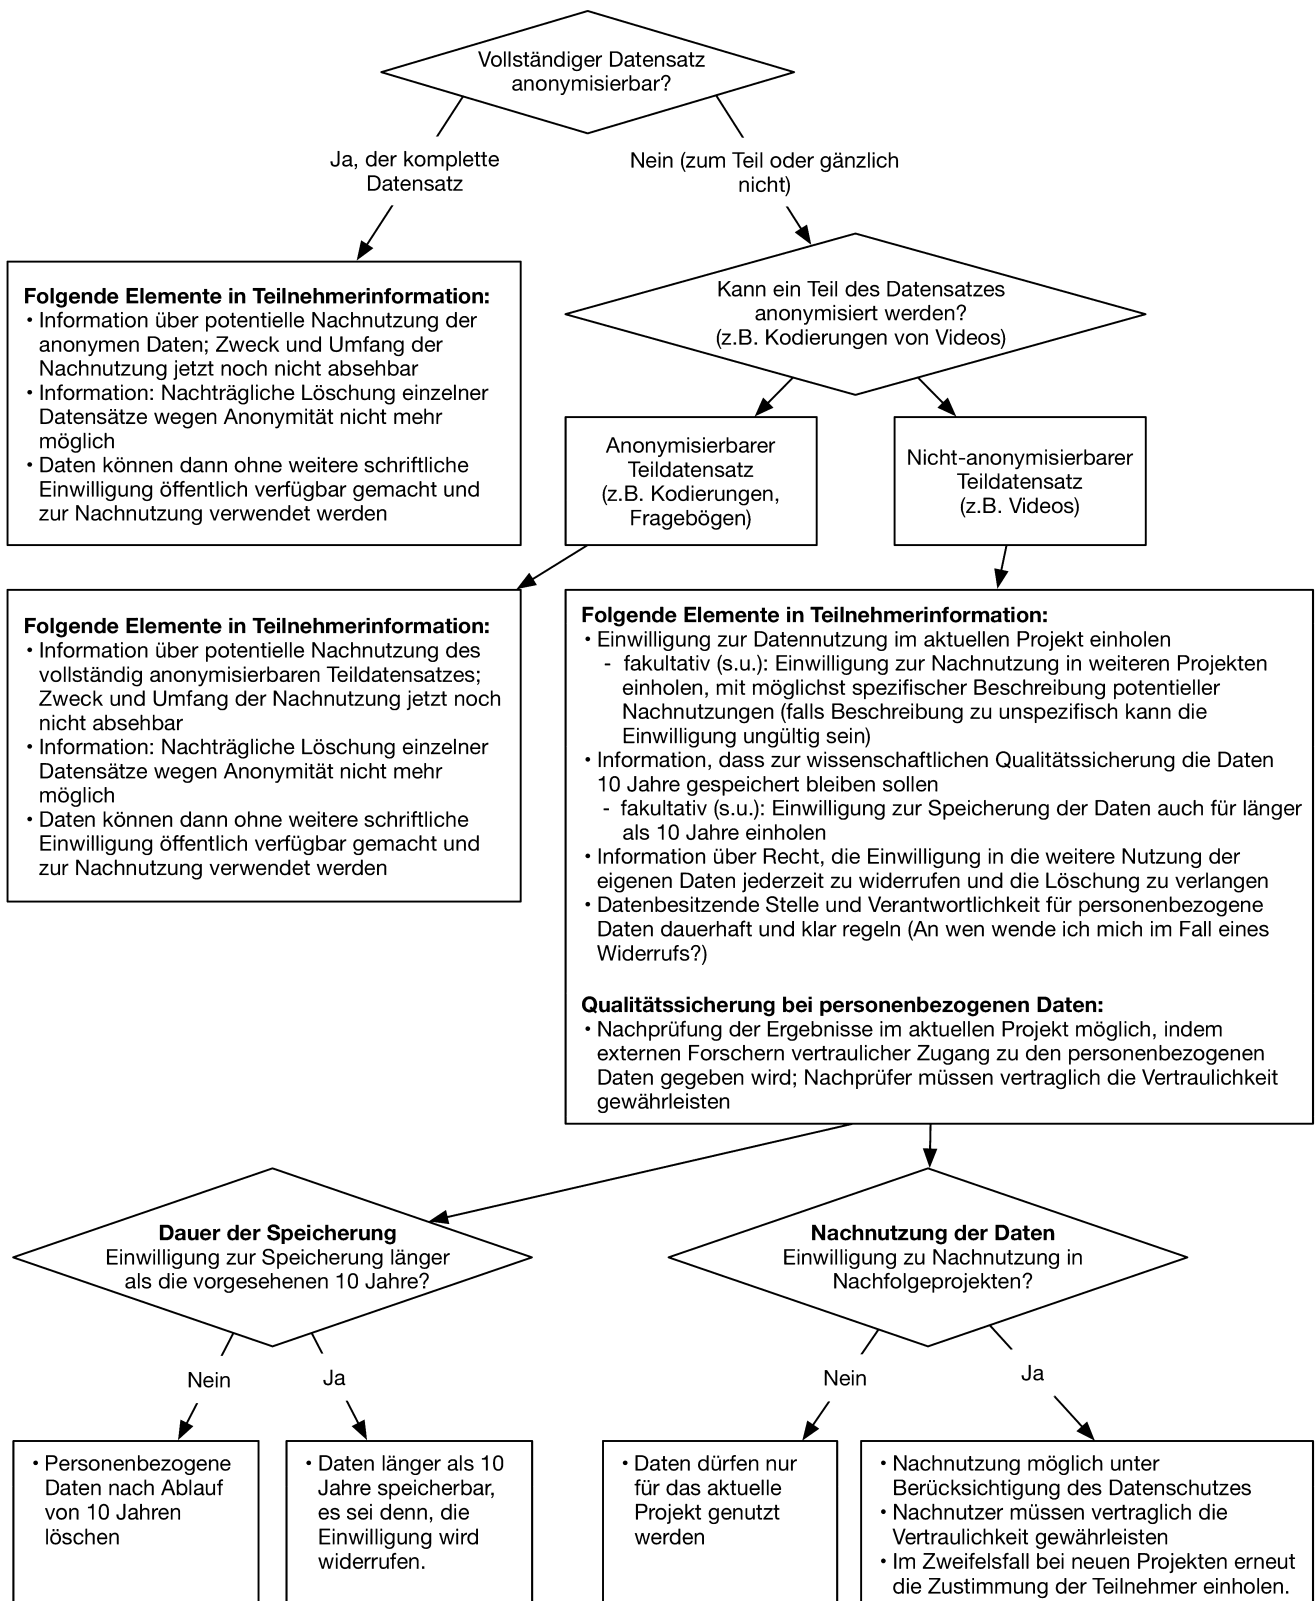 Vollständiger Datensatz
anonymisierbar?
Ja, der komplette
Datensatz
Nein (zum Teil oder gänzlich
nicht)
Folgende Elemente in Teilnehmerinformation:
• Information über potentielle Nachnutzung der
anonymen Daten; Zweck und Umfang der
Nachnutzung jetzt noch nicht absehbar
• Information: Nachträgliche Löschung einzelner
Datensätze wegen Anonymität nicht mehr
möglich
• Daten können dann ohne weitere schriftliche
Einwilligung öffentlich verfügbar gemacht und
zur Nachnutzung verwendet werden
Kann ein Teil des Datensatzes
anonymisiert werden?
(z.B. Kodierungen von Videos)
Anonymisierbarer
Teildatensatz
(z.B. Kodierungen,
Fragebögen)
Nicht-anonymisierbarer
Teildatensatz
(z.B. Videos)
Folgende Elemente in Teilnehmerinformation:
• Information über potentielle Nachnutzung des
vollständig anonymisierbaren Teildatensatzes;
Zweck und Umfang der Nachnutzung jetzt noch
nicht absehbar
• Information: Nachträgliche Löschung einzelner
Datensätze wegen Anonymität nicht mehr
möglich
• Daten können dann ohne weitere schriftliche
Einwilligung öffentlich verfügbar gemacht und
zur Nachnutzung verwendet werden
Folgende Elemente in Teilnehmerinformation:
• Einwilligung zur Datennutzung im aktuellen Projekt einholen
- fakultativ (s.u.): Einwilligung zur Nachnutzung in weiteren Projekten
einholen, mit möglichst spezifischer Beschreibung potentieller
Nachnutzungen (falls Beschreibung zu unspezifisch kann die
Einwilligung ungültig sein)
• Information, dass zur wissenschaftlichen Qualitätssicherung die Daten
10 Jahre gespeichert bleiben sollen
- fakultativ (s.u.): Einwilligung zur Speicherung der Daten auch für länger
als 10 Jahre einholen
• Information über Recht, die Einwilligung in die weitere Nutzung der
eigenen Daten jederzeit zu widerrufen und die Löschung zu verlangen
• Datenbesitzende Stelle und Verantwortlichkeit für personenbezogene
Daten dauerhaft und klar regeln (An wen wende ich mich im Fall eines
Widerrufs?)
Qualitätssicherung bei personenbezogenen Daten:
• Nachprüfung der Ergebnisse im aktuellen Projekt möglich, indem
externen Forschern vertraulicher Zugang zu den personenbezogenen
Daten gegeben wird; Nachprüfer müssen vertraglich die Vertraulichkeit
gewährleisten
Dauer der Speicherung
Einwilligung zur Speicherung länger
als die vorgesehenen 10 Jahre?
Nachnutzung der Daten
Einwilligung zu Nachnutzung in
Nachfolgeprojekten?
Nein
Ja
Nein
Ja
• Personenbezogene
Daten nach Ablauf
von 10 Jahren
löschen
• Daten länger als 10
Jahre speicherbar,
es sei denn, die
Einwilligung wird
widerrufen.
• Daten dürfen nur
für das aktuelle
Projekt genutzt
werden
• Nachnutzung möglich unter
Berücksichtigung des Datenschutzes
• Nachnutzer müssen vertraglich die
Vertraulichkeit gewährleisten
• Im Zweifelsfall bei neuen Projekten erneut
die Zustimmung der Teilnehmer einholen.